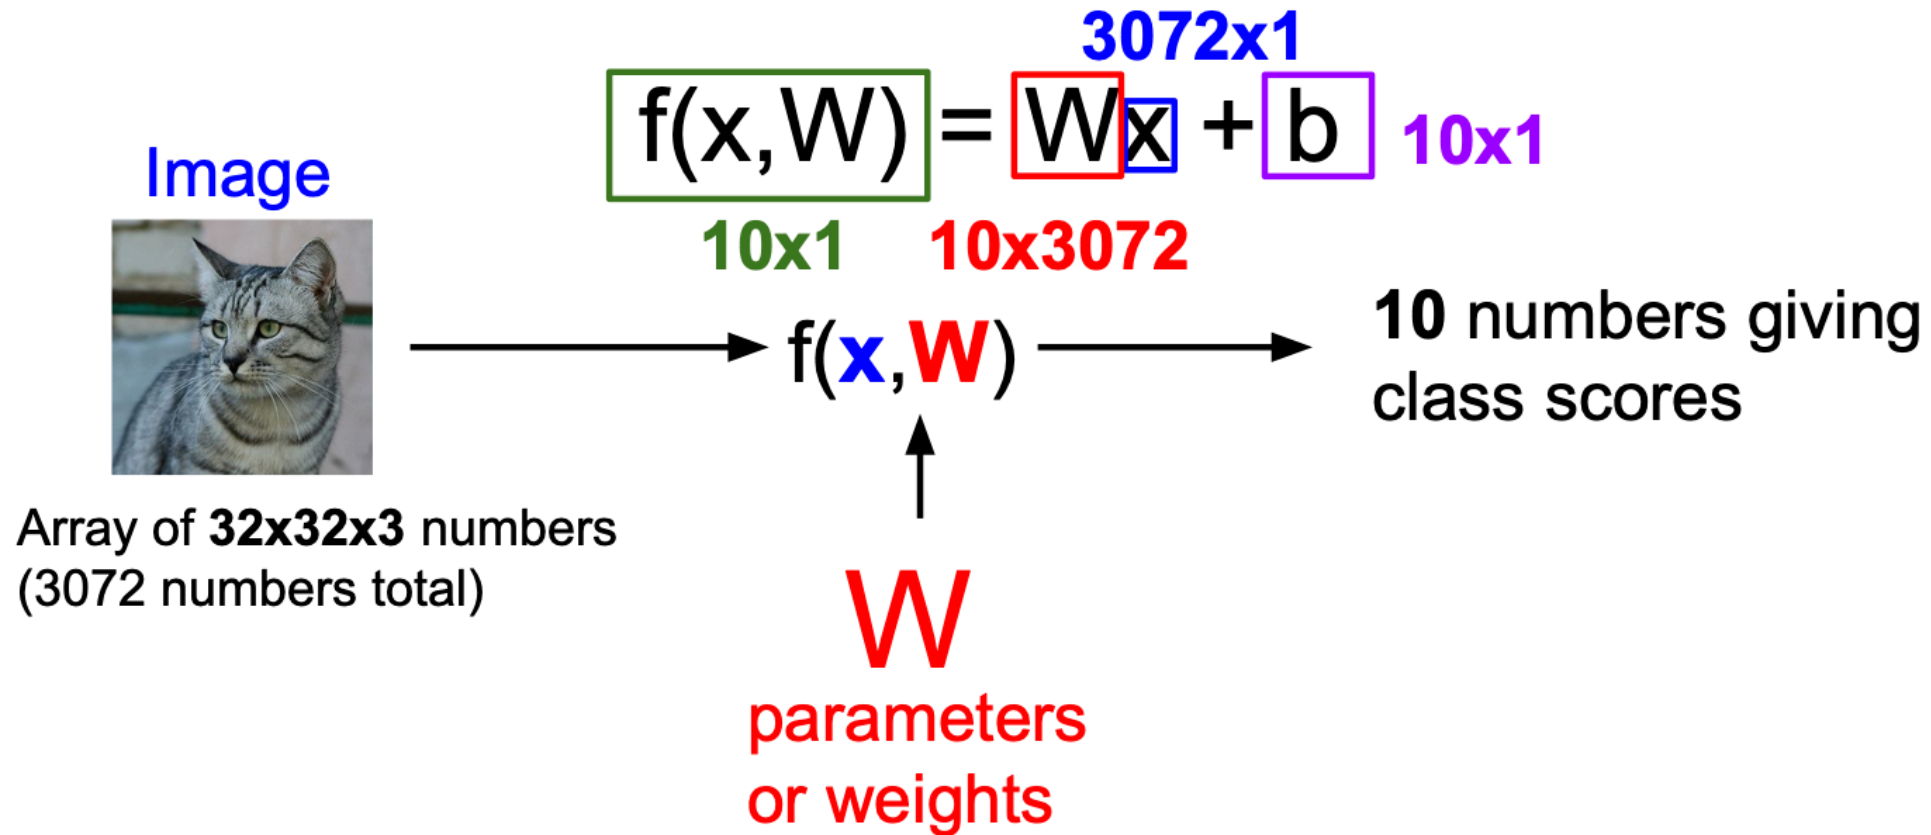 3072x1
f(x,W) = Wx + b 10x1
Image
10x1 10x3072
f(x,W)
10 numbers giving
class scores
Array of 32x32x3 numbers
(3072 numbers total)
W
parameters
or weights